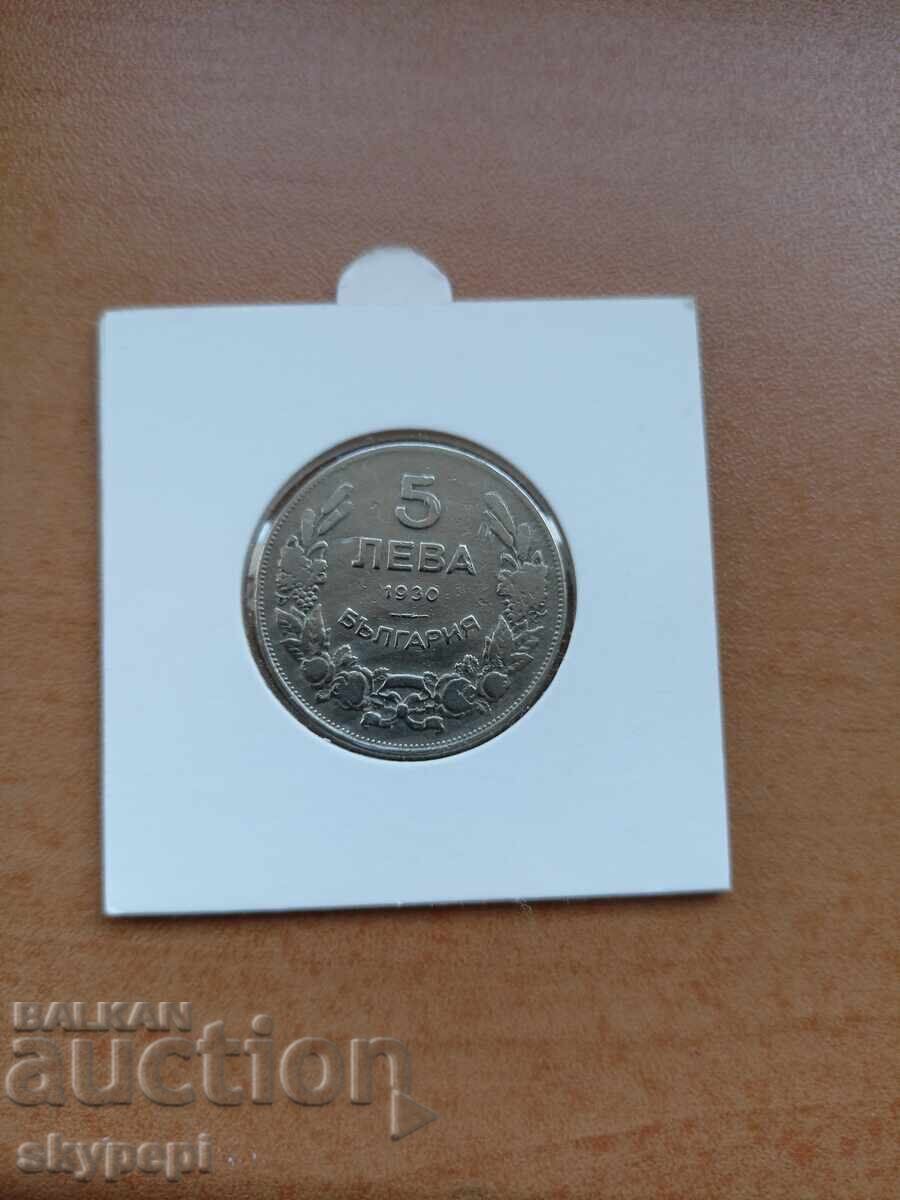 5
ЛЕВА
1930
БЪЛГАРИЯ
BALKAN
auction
skypepi